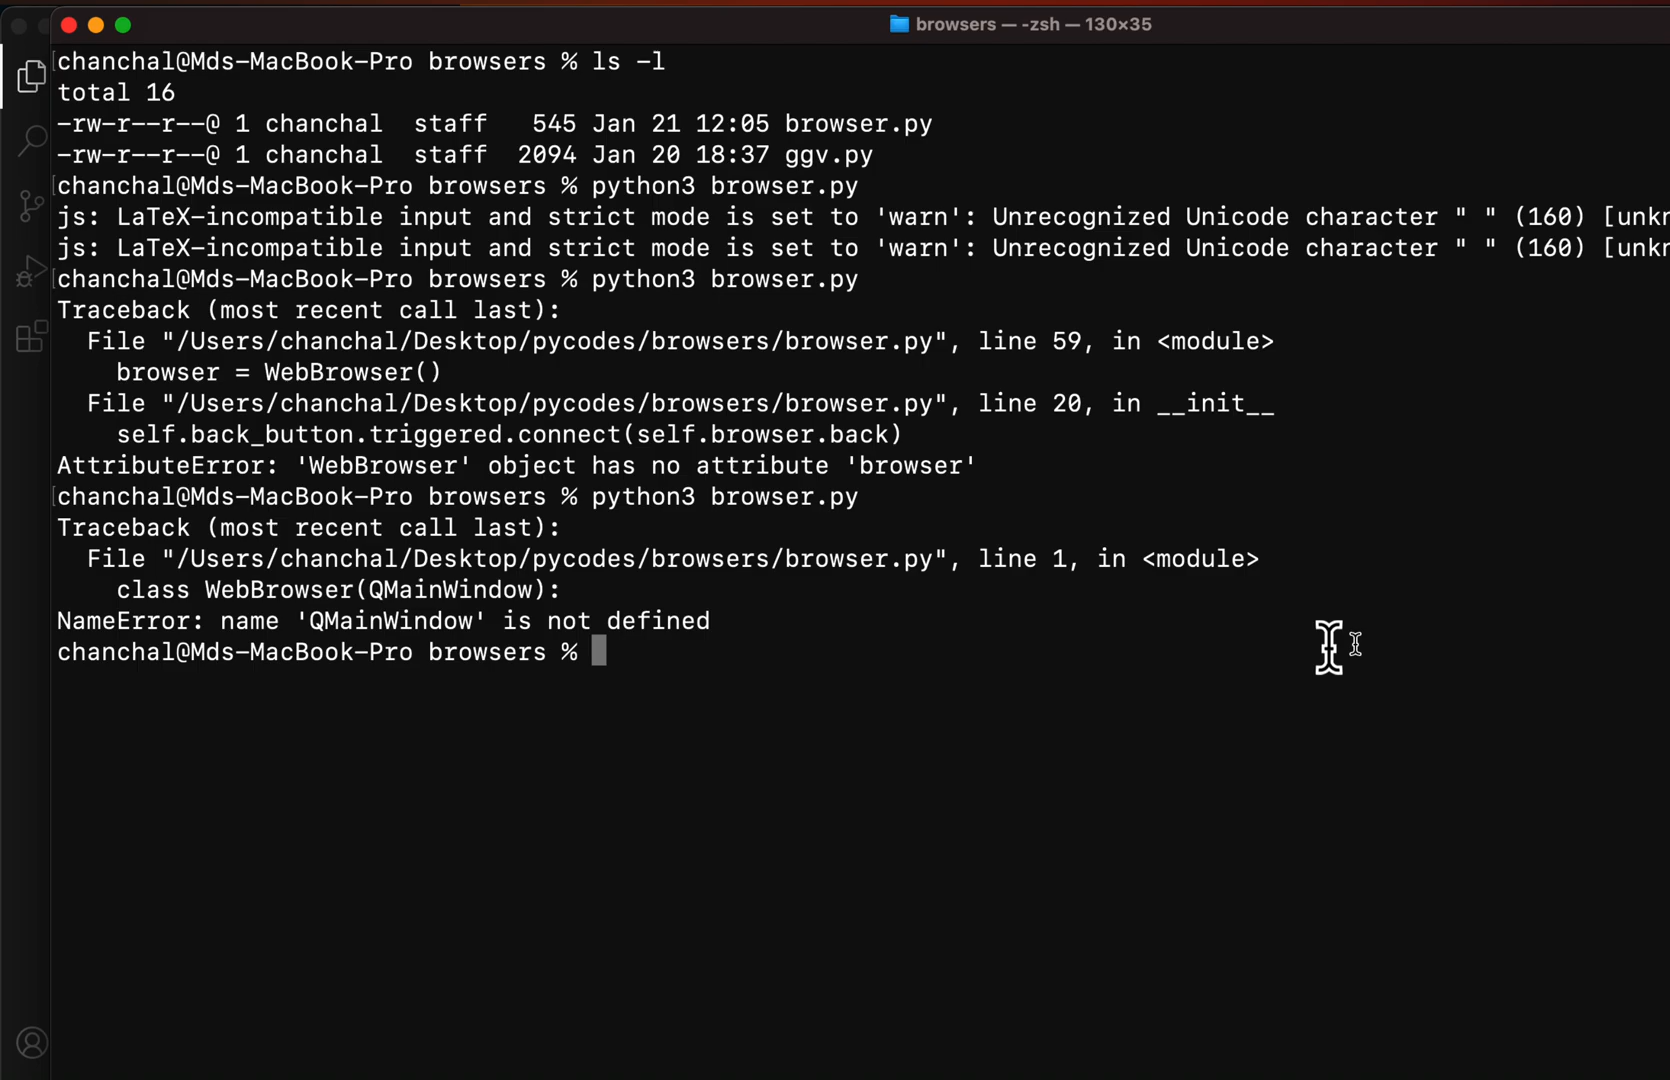 browsers — -zsh — 130×35
chanchal@Mds-MacBook-Pro browsers % ls -l
total 16
-rw-r--r--@ 1 chanchal  staff   545 Jan 21 12:05 browser.py
-rw-r--r--@ 1 chanchal  staff  2094 Jan 20 18:37 ggv.py
chanchal@Mds-MacBook-Pro browsers % python3 browser.py
js: LaTeX-incompatible input and strict mode is set to 'warn': Unrecognized Unicode character " " (160) [unkn
js: LaTeX-incompatible input and strict mode is set to 'warn': Unrecognized Unicode character " " (160) [unkn
chanchal@Mds-MacBook-Pro browsers % python3 browser.py
Traceback (most recent call last):
  File "/Users/chanchal/Desktop/pycodes/browsers/browser.py", line 59, in <module>
    browser = WebBrowser()
  File "/Users/chanchal/Desktop/pycodes/browsers/browser.py", line 20, in __init__
    self.back_button.triggered.connect(self.browser.back)
AttributeError: 'WebBrowser' object has no attribute 'browser'
chanchal@Mds-MacBook-Pro browsers % python3 browser.py
Traceback (most recent call last):
  File "/Users/chanchal/Desktop/pycodes/browsers/browser.py", line 1, in <module>
    class WebBrowser(QMainWindow):
NameError: name 'QMainWindow' is not defined
chanchal@Mds-MacBook-Pro browsers %